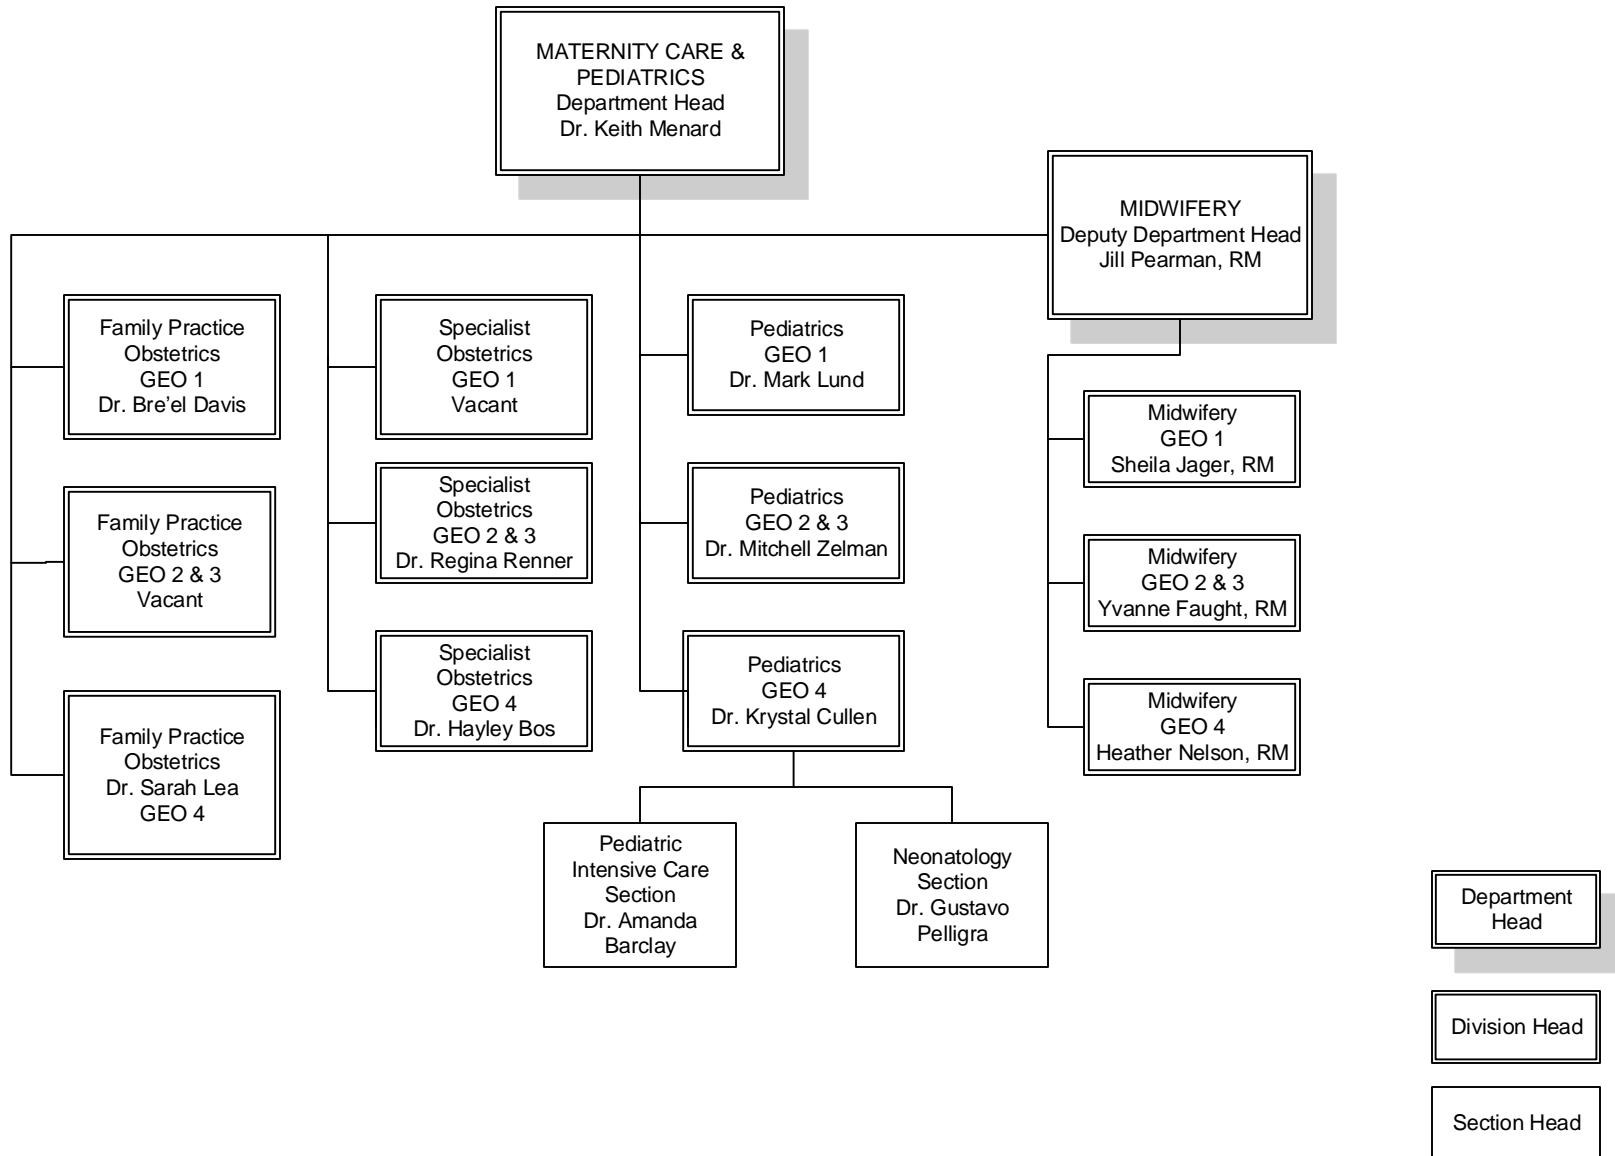 MATERNITY CARE &
PEDIATRICS
Department Head
Dr. Keith Menard
MIDWIFERY
Deputy Department Head
Jill Pearman, RM
Family Practice
Obstetrics
GEO 1
Dr. Bre’el Davis
Family Practice
Obstetrics
GEO 2 & 3
Vacant
Family Practice
Obstetrics
Dr. Sarah Lea
GEO 4
Specialist
Obstetrics
GEO 1
Vacant
Specialist
Obstetrics
GEO 2 & 3
Dr. Regina Renner
Specialist
Obstetrics
GEO 4
Dr. Hayley Bos
Pediatrics
GEO 1
Dr. Mark Lund
Pediatrics
GEO 2 & 3
Dr. Mitchell Zelman
Pediatrics
GEO 4
Dr. Krystal Cullen
Pediatric
Intensive Care
Section
Dr. Amanda
Barclay
Neonatology
Section
Dr. Gustavo
Pelligra
Midwifery
GEO 1
Sheila Jager, RM
Midwifery
GEO 2 & 3
Yvanne Faught, RM
Midwifery
GEO 4
Heather Nelson, RM
Department
Head
Division Head
Section Head